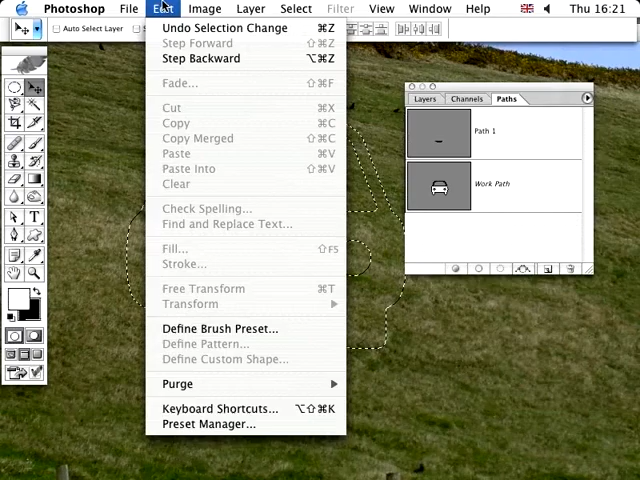 Photoshop File Edit Image Layer Select Filter View Window Help Thu 16:21
Auto Select Layer
Undo Selection Change ⌘Z
Step Forward ⇧⌘Z
Step Backward ⌥⌘Z
Fade... ⇧⌘F
Cut ⌘X
Copy ⌘C
Copy Merged ⇧⌘C
Paste ⌘V
Paste Into ⇧⌘V
Clear
Check Spelling...
Find and Replace Text...
Fill... ⇧F5
Stroke...
Free Transform ⌘T
Transform
Define Brush Preset...
Define Pattern...
Define Custom Shape...
Purge
Keyboard Shortcuts... ⌥⇧⌘K
Preset Manager...
Layers Channels Paths
Path 1
Work Path